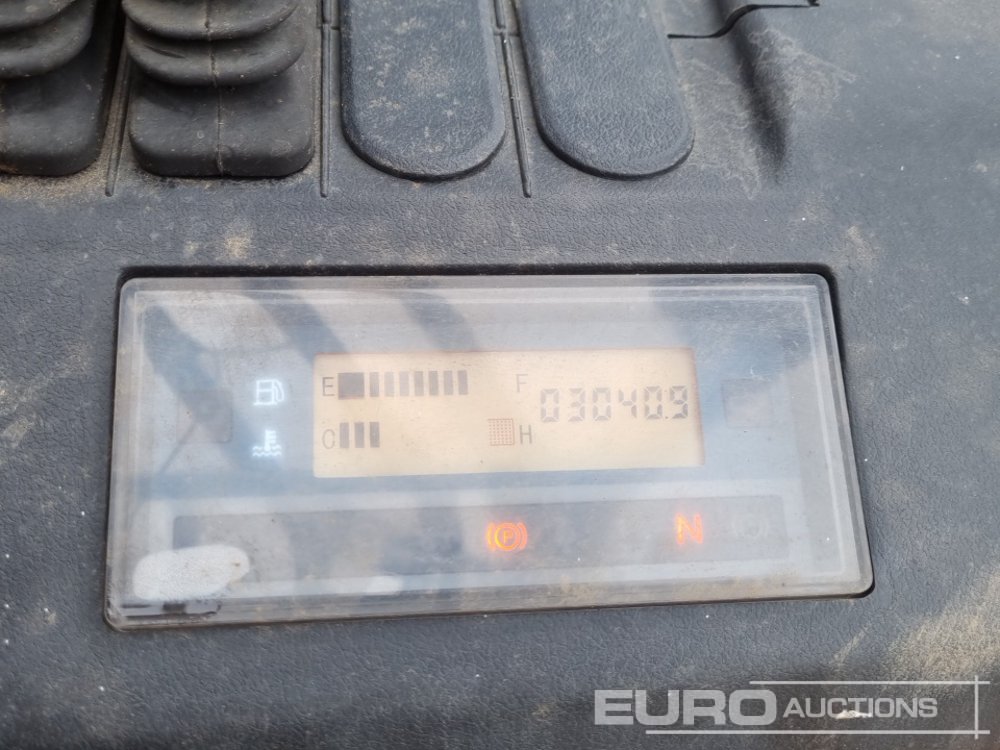 E F 03040.9
C H
(P) N
EURO AUCTIONS